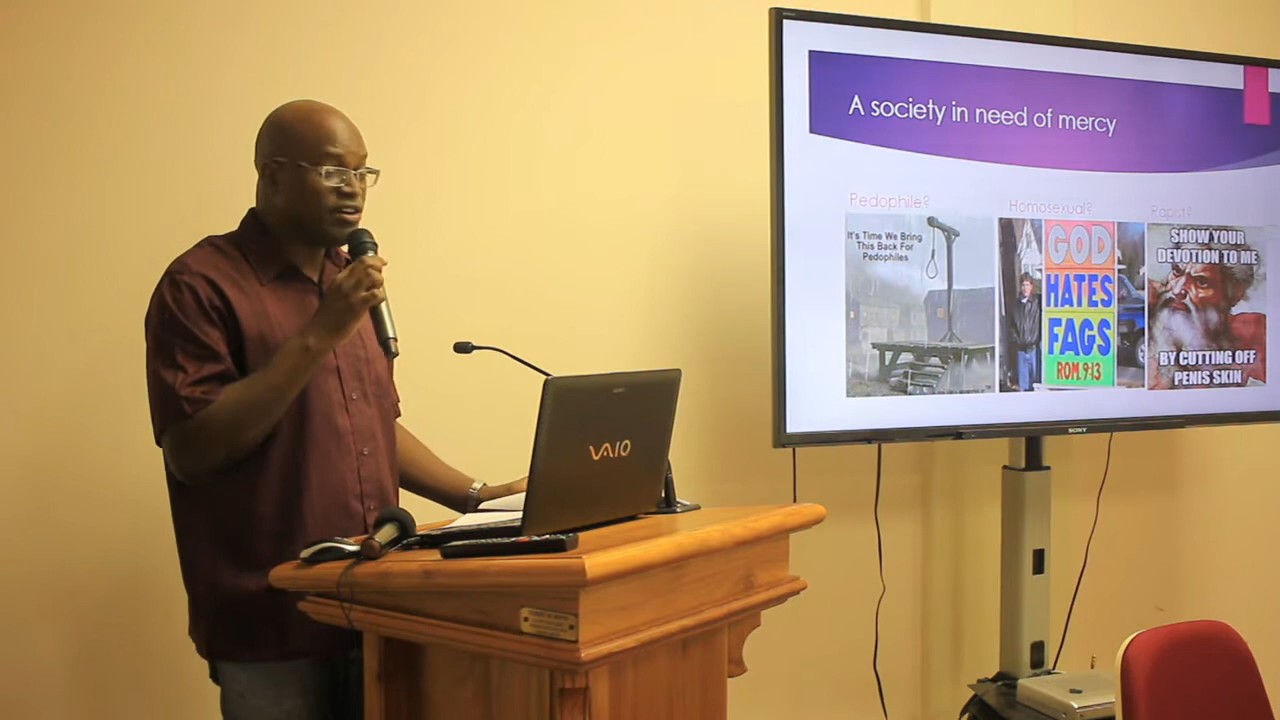 A society in need of mercy
Pedophile?
Homosexual?
Rapist?
It's Time We Bring
This Back For
Pedophiles
GOD
HATES
FAGS
ROM 9:13
SHOW YOUR
DEVOTION TO ME
BY CUTTING OFF
PENIS SKIN
SONY
VAIO